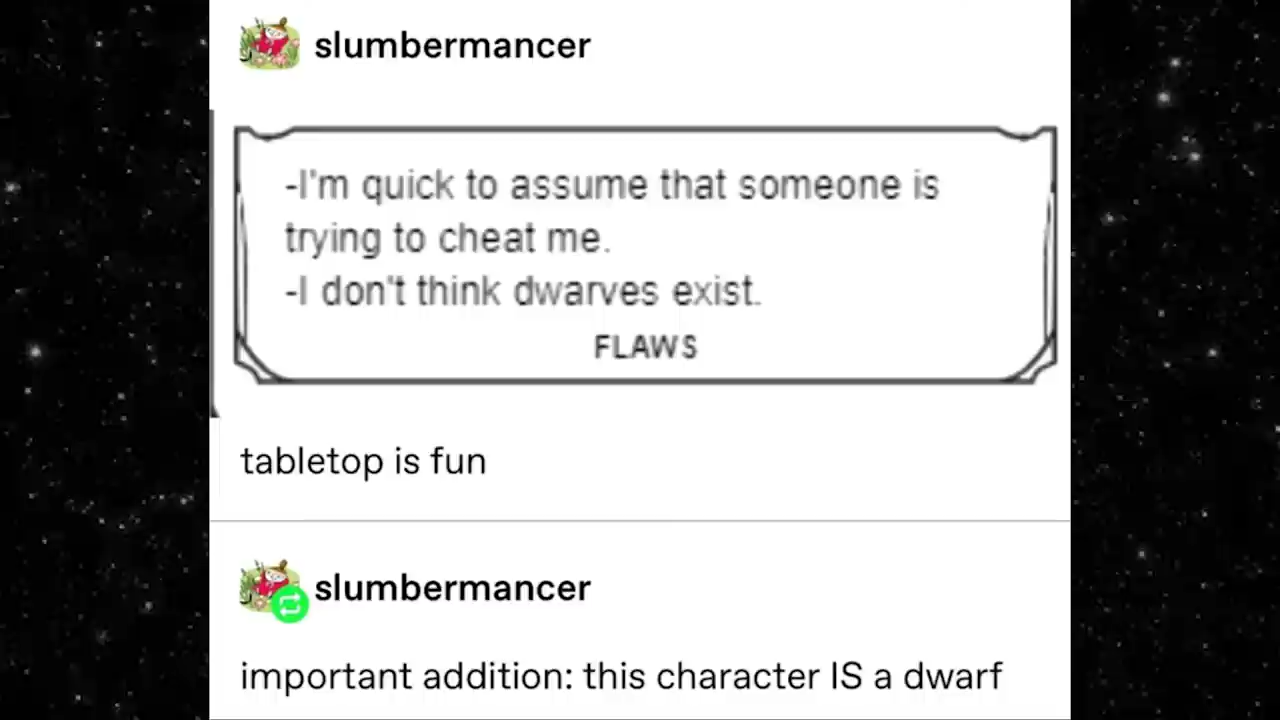 slumbermancer
-I'm quick to assume that someone is
trying to cheat me.
-I don't think dwarves exist.
FLAWS
tabletop is fun
slumbermancer
important addition: this character IS a dwarf